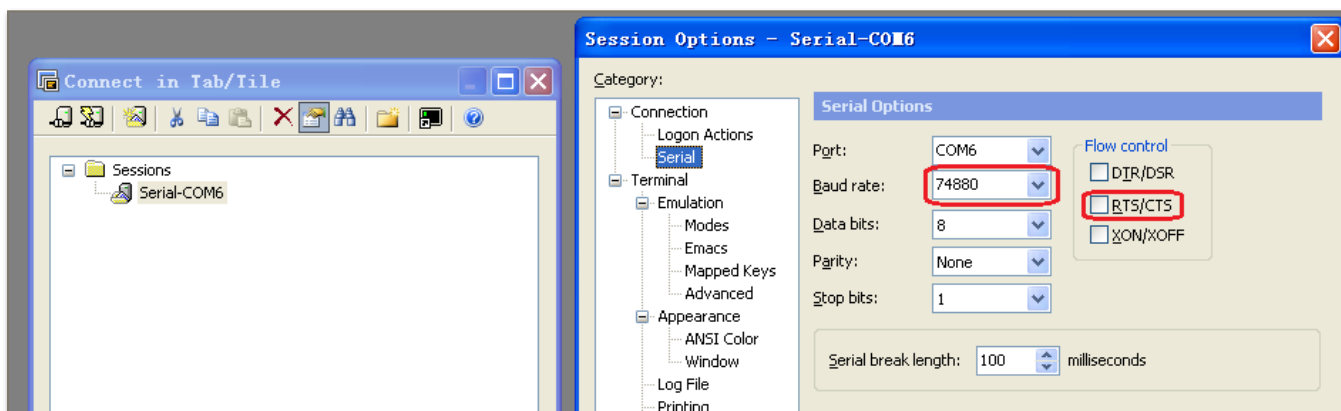 Session Options - Serial-COM6
Connect in Tab/Tile
Category:
Connection
Logon Actions
Serial
Terminal
Emulation
Modes
Emacs
Mapped Keys
Advanced
Appearance
ANSI Color
Window
Log File
Printing
Sessions
Serial-COM6
Serial Options
Port: COM6
Baud rate: 74880
Data bits: 8
Parity: None
Stop bits: 1
Flow control
DTR/DSR
RTS/CTS
XON/XOFF
Serial break length: 100 milliseconds